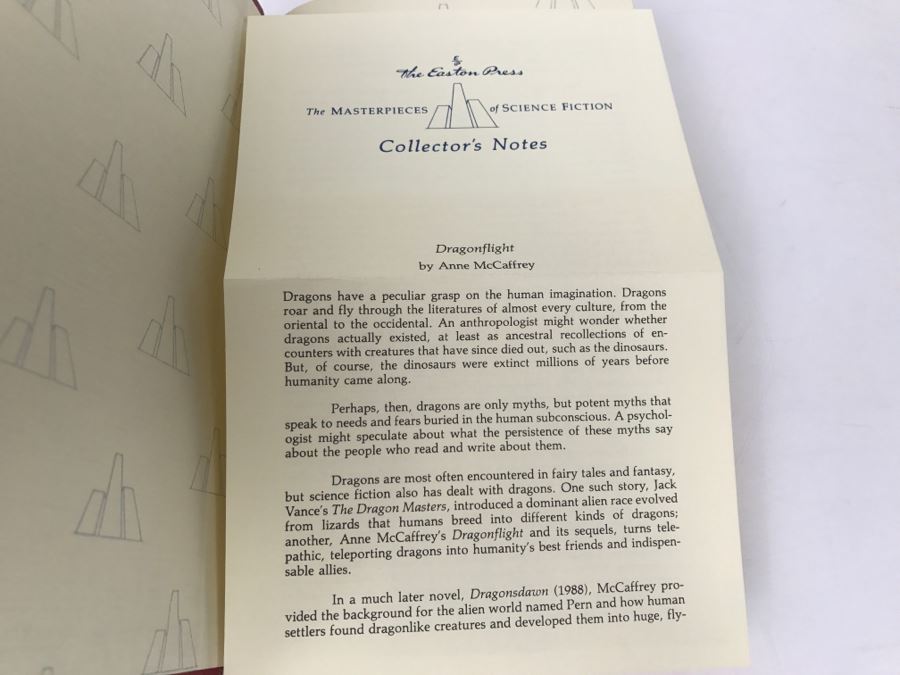 The Easton Press
The MASTERPIECES of SCIENCE FICTION
Collector's Notes
Dragonflight
by Anne McCaffrey
Dragons have a peculiar grasp on the human imagination. Dragons
roar and fly through the literatures of almost every culture, from the
oriental to the occidental. An anthropologist might wonder whether
dragons actually existed, at least as ancestral recollections of en-
counters with creatures that have since died out, such as the dinosaurs.
But, of course, the dinosaurs were extinct millions of years before
humanity came along.
Perhaps, then, dragons are only myths, but potent myths that
speak to needs and fears buried in the human subconscious. A psychol-
ogist might speculate about what the persistence of these myths say
about the people who read and write about them.
Dragons are most often encountered in fairy tales and fantasy,
but science fiction also has dealt with dragons. One such story, Jack
Vance's The Dragon Masters, introduced a dominant alien race evolved
from lizards that humans breed into different kinds of dragons;
another, Anne McCaffrey's Dragonflight and its sequels, turns tele-
pathic, teleporting dragons into humanity's best friends and indispen-
sable allies.
In a much later novel, Dragonsdawn (1988), McCaffrey pro-
vided the background for the alien world named Pern and how human
settlers found dragonlike creatures and developed them into huge, fly-